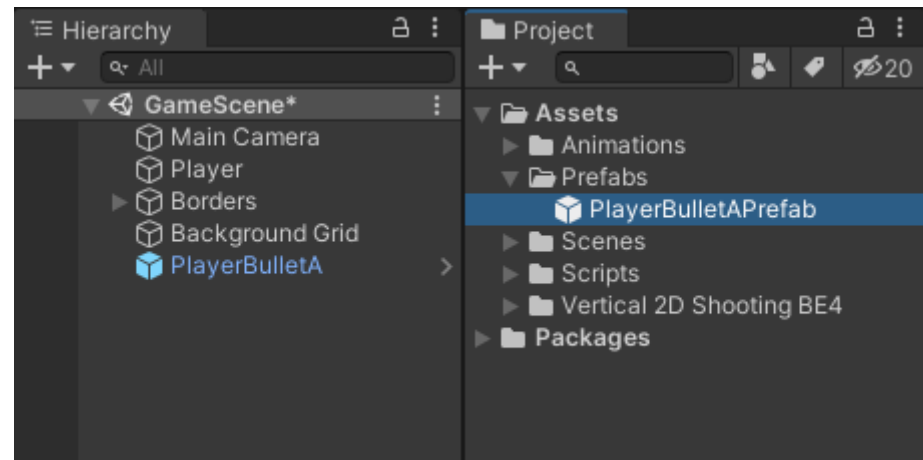 Hierarchy
All
GameScene*
Main Camera
Player
Borders
Background Grid
PlayerBulletA
Project
20
Assets
Animations
Prefabs
PlayerBulletAPrefab
Scenes
Scripts
Vertical 2D Shooting BE4
Packages